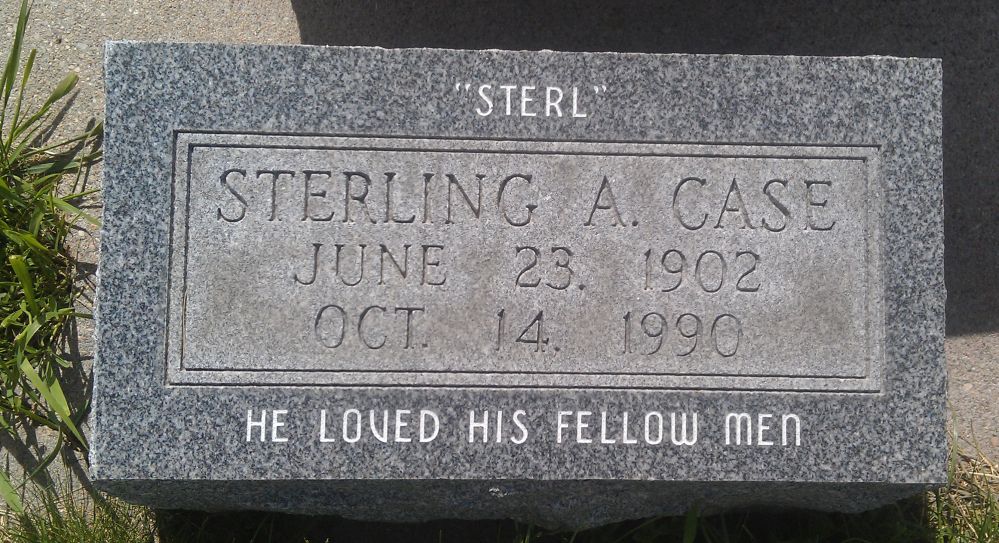 "STERL"
STERLING A. CASE
JUNE 23. 1902
OCT. 14. 1990
HE LOVED HIS FELLOW MEN